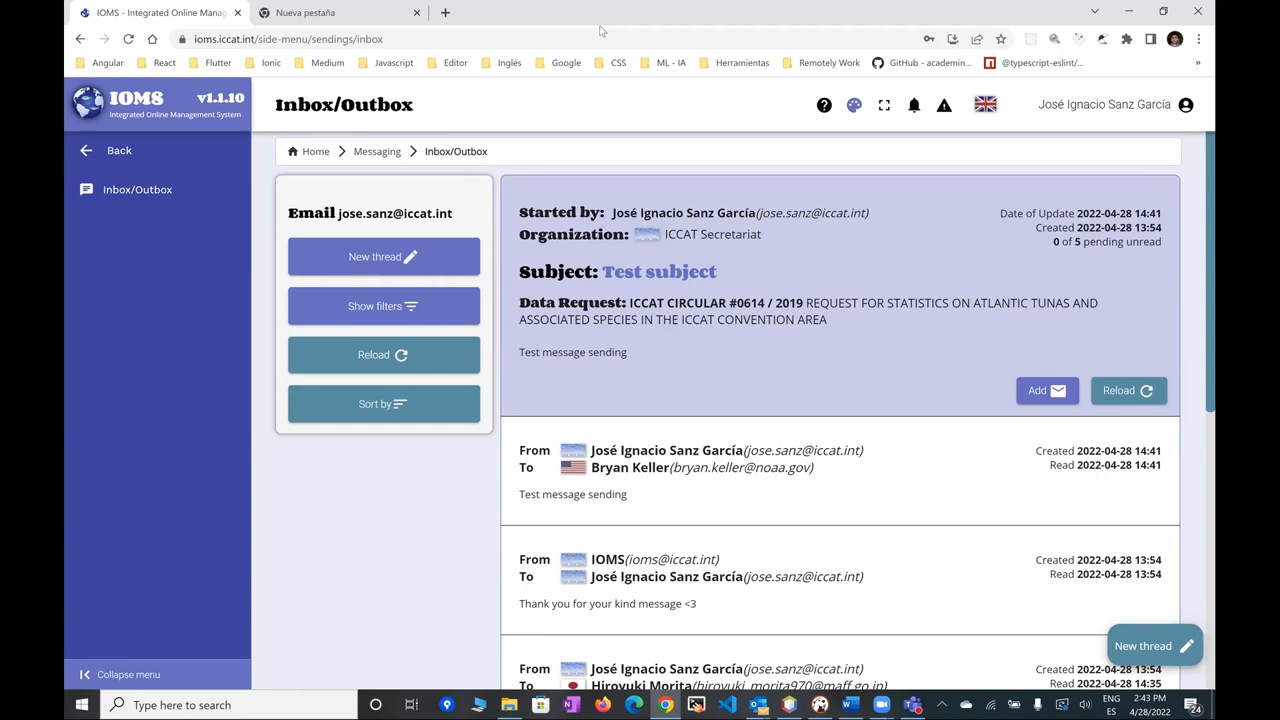 IOMS - Integrated Online Manag
Nueva pestaña
ioms.iccat.int/side-menu/sendings/inbox
Angular
React
Flutter
Ionic
Medium
Javascript
Editor
Inglés
Google
CSS
ML - IA
Herramientas
Remotely Work
GitHub - academin...
@typescript-eslint/...
»
IOMS v1.1.10
Integrated Online Management System
Inbox/Outbox
José Ignacio Sanz García
Back
Inbox/Outbox
Home
Messaging
Inbox/Outbox
Email jose.sanz@iccat.int
New thread
Show filters
Reload
Sort by
Started by: José Ignacio Sanz García(jose.sanz@iccat.int)
Organization: ICCAT Secretariat
Date of Update 2022-04-28 14:41
Created 2022-04-28 13:54
0 of 5 pending unread
Subject: Test subject
Data Request: ICCAT CIRCULAR #0614 / 2019 REQUEST FOR STATISTICS ON ATLANTIC TUNAS AND
ASSOCIATED SPECIES IN THE ICCAT CONVENTION AREA
Test message sending
Add
Reload
From José Ignacio Sanz García(jose.sanz@iccat.int)
To Bryan Keller(bryan.keller@noaa.gov)
Created 2022-04-28 14:41
Read 2022-04-28 14:41
Test message sending
From IOMS(ioms@iccat.int)
To José Ignacio Sanz García(jose.sanz@iccat.int)
Created 2022-04-28 13:54
Read 2022-04-28 13:54
Thank you for your kind message <3
From José Ignacio Sanz García(jose.sanz@iccat.int)
To Hiroyuki Morita(hiroyuki_morita970@maff.go.jp)
Created 2022-04-28 13:54
Read 2022-04-28 14:35
New thread
Collapse menu
Type here to search
ENG
ES
2:43 PM
4/28/2022
24